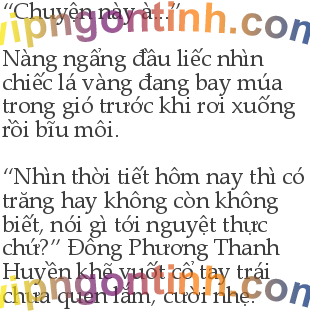 “Chuyện này à...”
Nàng ngẩng đầu liếc nhìn
chiếc lá vàng đang bay múa
trong gió trước khi rơi xuống
rồi bĩu môi.
“Nhìn thời tiết hôm nay thì có
trăng hay không còn không
biết, nói gì tới nguyệt thực
chứ?” Đông Phương Thanh
Huyền khẽ vuốt cổ tay trái
chưa quen lắm, cười nhẹ.
vipngontinh.com
vipngontinh.com